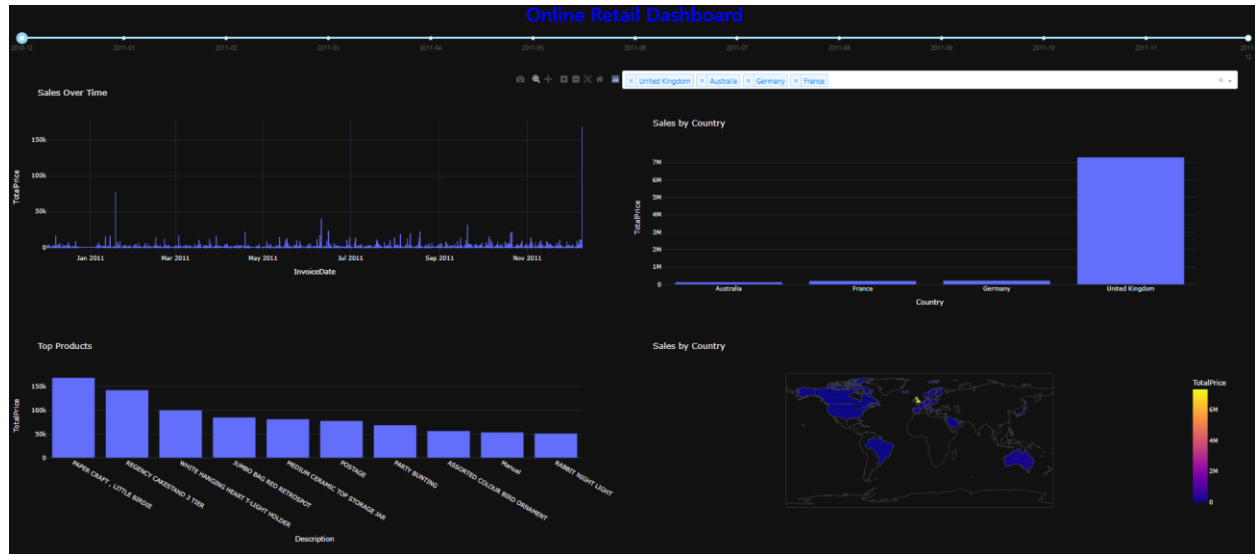 Online Retail Dashboard
2010-12 2011-01 2011-02 2011-03 2011-04 2011-05 2011-06 2011-07 2011-08 2011-09 2011-10 2011-11 2011-12
× United Kingdom × Australia × Germany × France ×
Sales Over Time
TotalPrice
150k
100k
50k
0
Jan 2011 Mar 2011 May 2011 Jul 2011 Sep 2011 Nov 2011
InvoiceDate
Sales by Country
TotalPrice
7M
6M
5M
4M
3M
2M
1M
0
Australia France Germany United Kingdom
Country
Top Products
TotalPrice
150k
100k
50k
0
PAPER CRAFT , LITTLE BIRDIE
REGENCY CAKESTAND 3 TIER
WHITE HANGING HEART T-LIGHT HOLDER
JUMBO BAG RED RETROSPOT
MEDIUM CERAMIC TOP STORAGE JAR
POSTAGE
PARTY BUNTING
ASSORTED COLOUR BIRD ORNAMENT
Manual
RABBIT NIGHT LIGHT
Description
Sales by Country
TotalPrice
6M
4M
2M
0